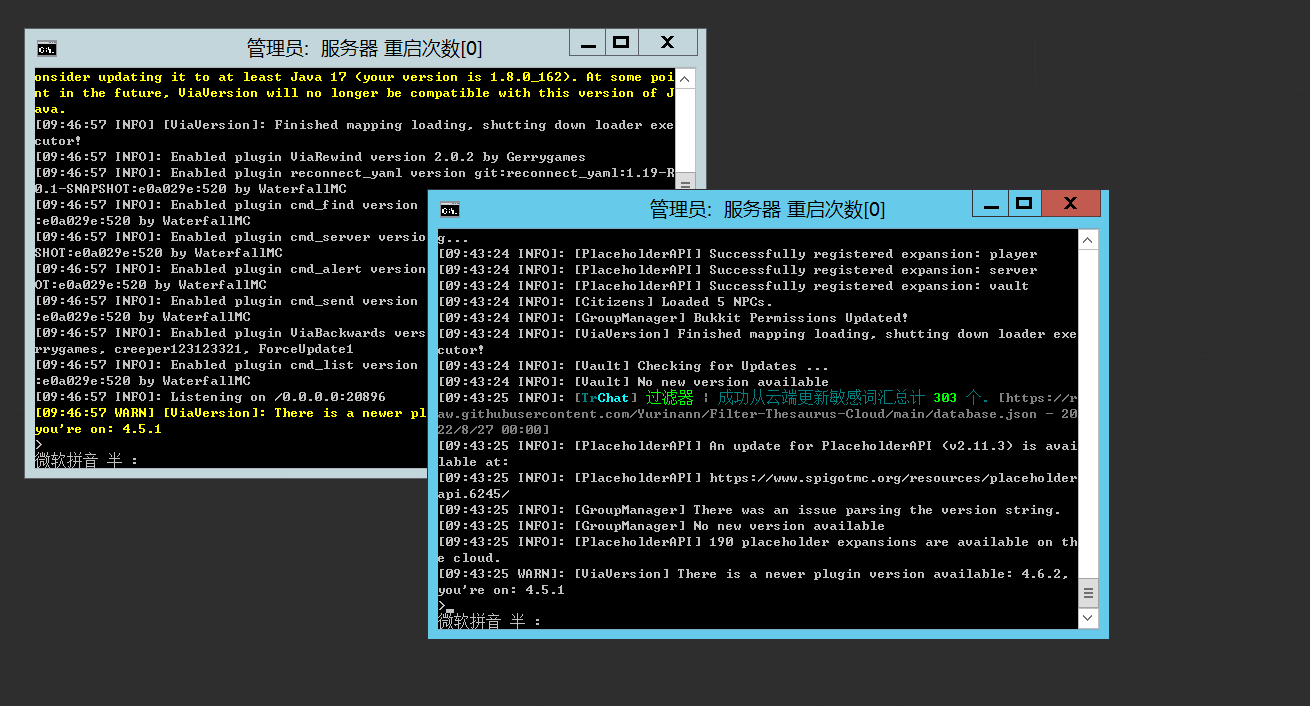 管理员: 服务器 重启次数[0]
onsider updating it to at least Java 17 (your version is 1.8.0_162). At some poi
nt in the future, ViaVersion will no longer be compatible with this version of J
ava.
[09:46:57 INFO] [ViaVersion]: Finished mapping loading, shutting down loader exe
cutor!
[09:46:57 INFO]: Enabled plugin ViaRewind version 2.0.2 by Gerrygames
[09:46:57 INFO]: Enabled plugin reconnect_yaml version git:reconnect_yaml:1.19-R
0.1-SNAPSHOT:e0a029e:520 by WaterfallMC
[09:46:57 INFO]: Enabled plugin cmd_find version
:e0a029e:520 by WaterfallMC
[09:46:57 INFO]: Enabled plugin cmd_server versio
SHOT:e0a029e:520 by WaterfallMC
[09:46:57 INFO]: Enabled plugin cmd_alert version
OT:e0a029e:520 by WaterfallMC
[09:46:57 INFO]: Enabled plugin cmd_send version
:e0a029e:520 by WaterfallMC
[09:46:57 INFO]: Enabled plugin ViaBackwards vers
rrygames, creeper123123321, ForceUpdate1
[09:46:57 INFO]: Enabled plugin cmd_list version
:e0a029e:520 by WaterfallMC
[09:46:57 INFO]: Listening on /0.0.0.0:20896
[09:46:57 WARN] [ViaVersion]: There is a newer pl
you're on: 4.5.1
>
微软拼音 半 :
管理员: 服务器 重启次数[0]
g...
[09:43:24 INFO]: [PlaceholderAPI] Successfully registered expansion: player
[09:43:24 INFO]: [PlaceholderAPI] Successfully registered expansion: server
[09:43:24 INFO]: [PlaceholderAPI] Successfully registered expansion: vault
[09:43:24 INFO]: [Citizens] Loaded 5 NPCs.
[09:43:24 INFO]: [GroupManager] Bukkit Permissions Updated!
[09:43:24 INFO]: [ViaVersion] Finished mapping loading, shutting down loader exe
cutor!
[09:43:24 INFO]: [Vault] Checking for Updates ...
[09:43:24 INFO]: [Vault] No new version available
[09:43:25 INFO]: [TrChat] 过滤器 ¦ 成功从云端更新敏感词汇总计 303 个. [https://r
aw.githubusercontent.com/Yurinann/Filter-Thesaurus-Cloud/main/database.json - 20
22/8/27 00:00]
[09:43:25 INFO]: [PlaceholderAPI] An update for PlaceholderAPI (v2.11.3) is avai
lable at:
[09:43:25 INFO]: [PlaceholderAPI] https://www.spigotmc.org/resources/placeholder
api.6245/
[09:43:25 INFO]: [GroupManager] There was an issue parsing the version string.
[09:43:25 INFO]: [GroupManager] No new version available
[09:43:25 INFO]: [PlaceholderAPI] 190 placeholder expansions are available on th
e cloud.
[09:43:25 WARN]: [ViaVersion] There is a newer plugin version available: 4.6.2,
you're on: 4.5.1
>
微软拼音 半 :